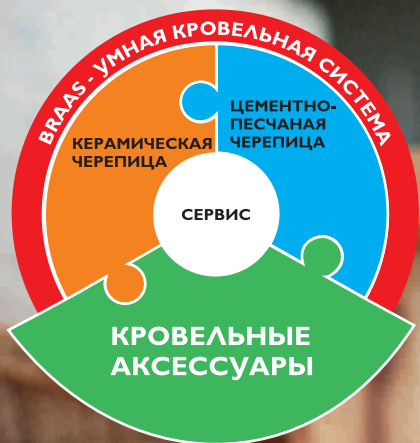 BRAAS - УМНАЯ КРОВЕЛЬНАЯ СИСТЕМА
КЕРАМИЧЕСКАЯ
ЧЕРЕПИЦА
ЦЕМЕНТНО-
ПЕСЧАНАЯ
ЧЕРЕПИЦА
СЕРВИС
КРОВЕЛЬНЫЕ
АКСЕССУАРЫ